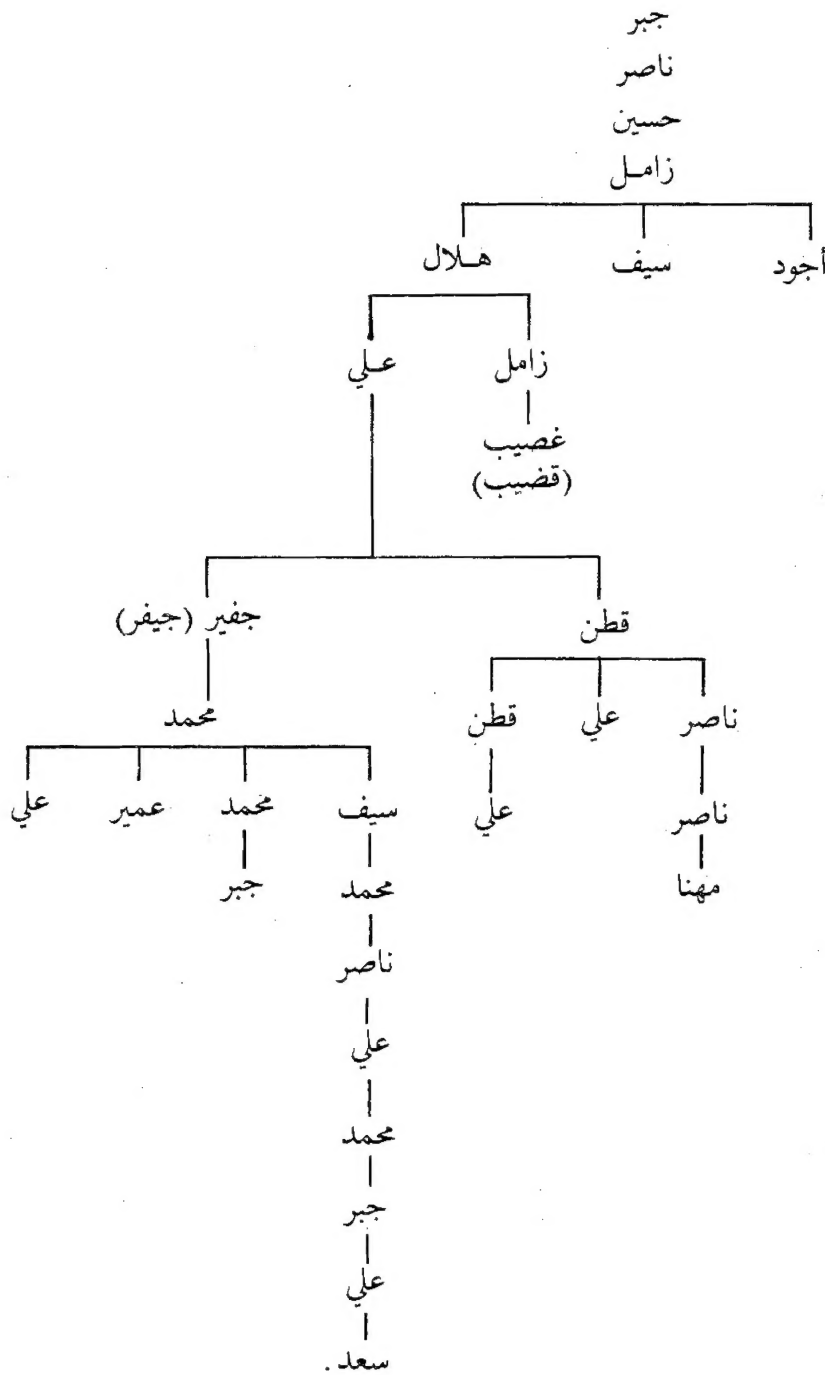 جبر
ناصر
حسين
زامل
أجود سيف هلال
زامل علي
غصيب
(قضيب)
قطن جفير (جيفر)
ناصر علي قطن محمد
ناصر علي سيف محمد عمير علي
مهنا محمد جبر
ناصر
علي
محمد
جبر
علي
سعد.